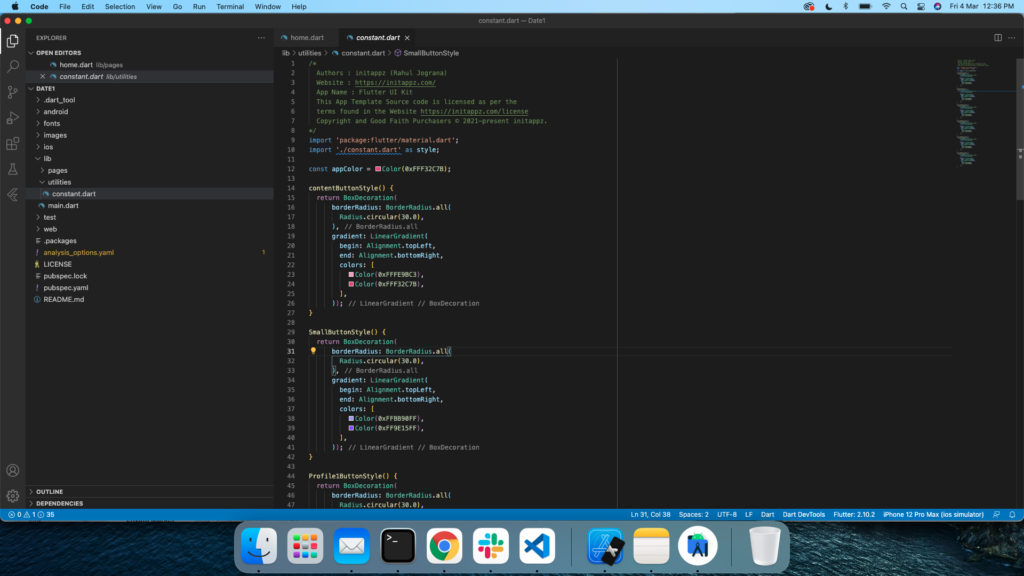 Code File Edit Selection View Go Run Terminal Window Help Fri 4 Mar 12:36 PM
constant.dart — Date1
EXPLORER
OPEN EDITORS
home.dart lib/pages
constant.dart lib/utilities
DATE1
.dart_tool
android
fonts
images
ios
lib
pages
utilities
constant.dart
main.dart
test
web
.packages
analysis_options.yaml 1
LICENSE
pubspec.lock
pubspec.yaml
README.md
OUTLINE
DEPENDENCIES
home.dart constant.dart
lib > utilities > constant.dart > SmallButtonStyle
1 /*
2 Authors : initappz (Rahul Jograna)
3 Website : https://initappz.com/
4 App Name : Flutter UI Kit
5 This App Template Source code is licensed as per the
6 terms found in the Website https://initappz.com/license
7 Copyright and Good Faith Purchasers © 2021-present initappz.
8 */
9 import 'package:flutter/material.dart';
10 import './constant.dart' as style;
11
12 const appColor = Color(0xFFF32C7B);
13
14 contentButtonStyle() {
15 return BoxDecoration(
16 borderRadius: BorderRadius.all(
17 Radius.circular(30.0),
18 ), // BorderRadius.all
19 gradient: LinearGradient(
20 begin: Alignment.topLeft,
21 end: Alignment.bottomRight,
22 colors: [
23 Color(0xFFFE9BC3),
24 Color(0xFFF32C7B),
25 ],
26 )); // LinearGradient // BoxDecoration
27 }
28
29 SmallButtonStyle() {
30 return BoxDecoration(
31 borderRadius: BorderRadius.all(
32 Radius.circular(30.0),
33 ), // BorderRadius.all
34 gradient: LinearGradient(
35 begin: Alignment.topLeft,
36 end: Alignment.bottomRight,
37 colors: [
38 Color(0xFFBB90FF),
39 Color(0xFF9E15FF),
40 ],
41 )); // LinearGradient // BoxDecoration
42 }
43
44 Profile1ButtonStyle() {
45 return BoxDecoration(
46 borderRadius: BorderRadius.all(
47 Radius.circular(30.0),
0 1 35 Ln 31, Col 38 Spaces: 2 UTF-8 LF Dart Dart DevTools Flutter: 2.10.2 iPhone 12 Pro Max (ios simulator)